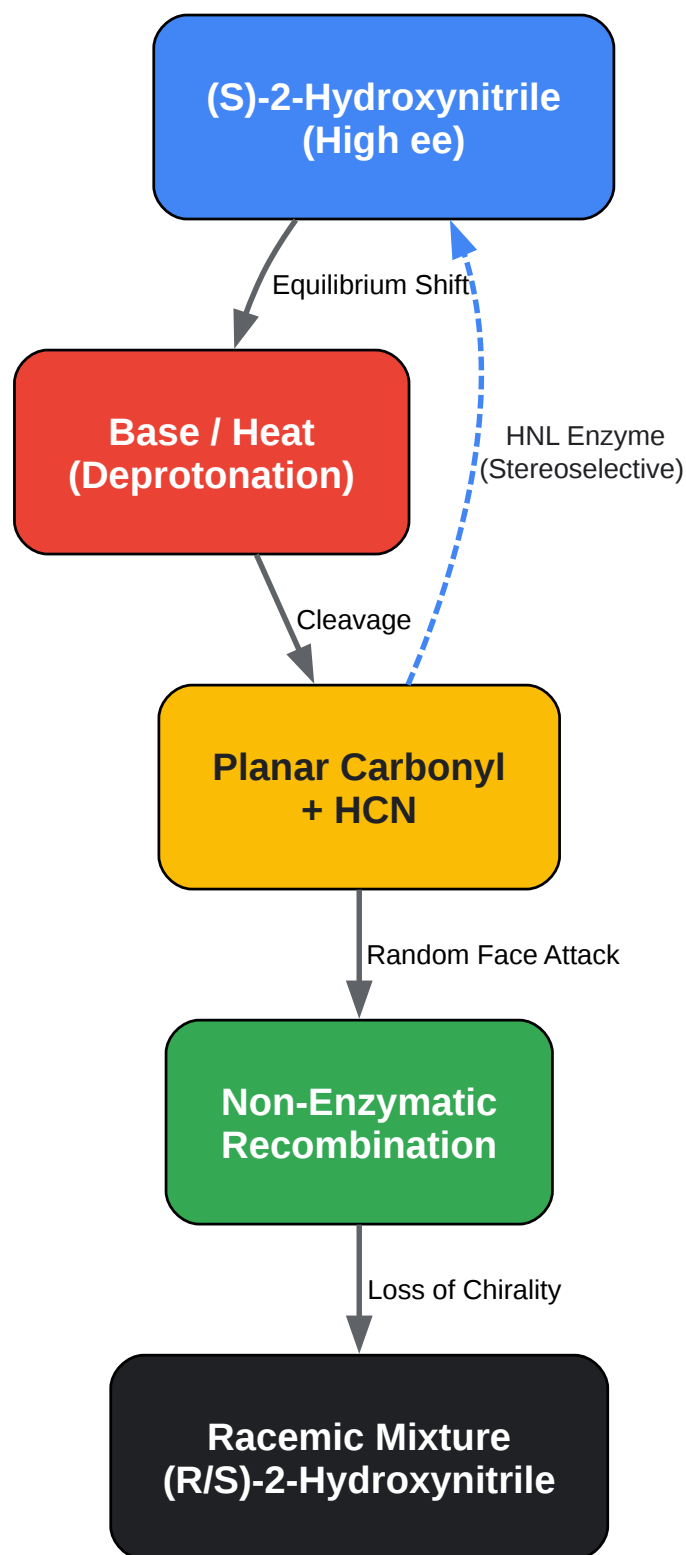 (S)-2-Hydroxynitrile
(High ee)
Equilibrium Shift
Base / Heat
(Deprotonation)
HNL Enzyme
(Stereoselective)
Cleavage
Planar Carbonyl
+ HCN
Random Face Attack
Non-Enzymatic
Recombination
Loss of Chirality
Racemic Mixture
(R/S)-2-Hydroxynitrile